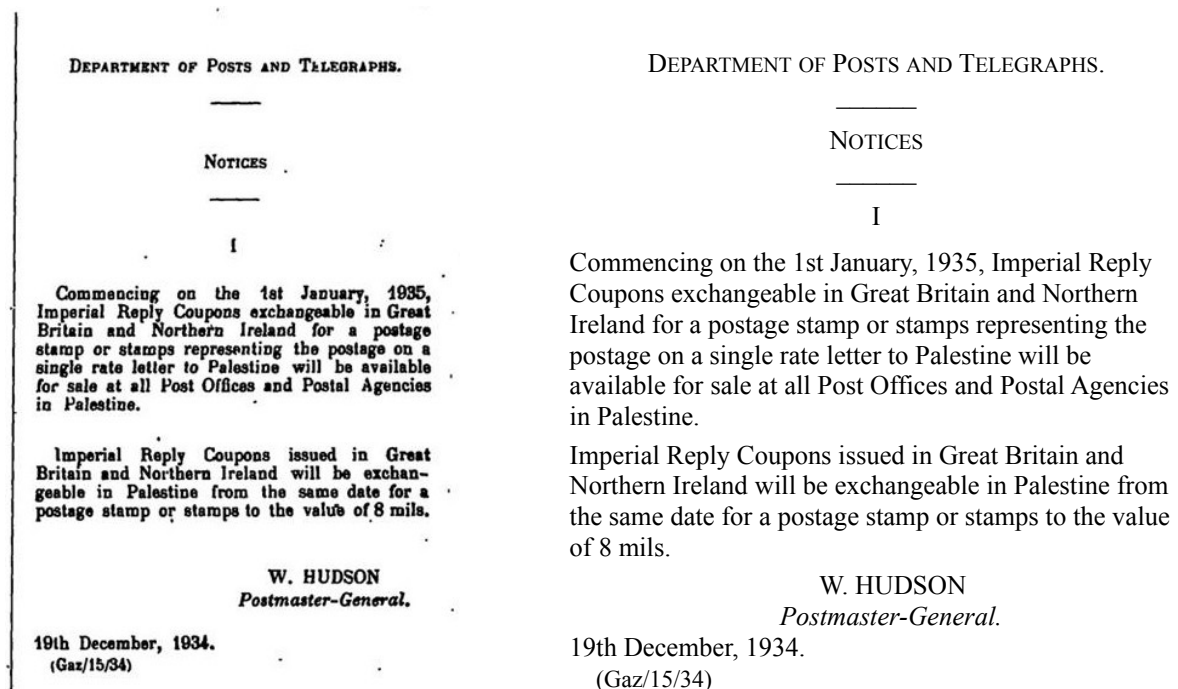 DEPARTMENT OF POSTS AND TELEGRAPHS.
NOTICES
I
Commencing on the 1st January, 1935,
Imperial Reply Coupons exchangeable in Great
Britain and Northern Ireland for a postage
stamp or stamps representing the postage on a
single rate letter to Palestine will be available
for sale at all Post Offices and Postal Agencies
in Palestine.
Imperial Reply Coupons issued in Great
Britain and Northern Ireland will be exchan-
geable in Palestine from the same date for a
postage stamp or stamps to the value of 8 mils.
W. HUDSON
Postmaster-General.
19th December, 1934.
(Gaz/15/34)
DEPARTMENT OF POSTS AND TELEGRAPHS.
NOTICES
I
Commencing on the 1st January, 1935, Imperial Reply
Coupons exchangeable in Great Britain and Northern
Ireland for a postage stamp or stamps representing the
postage on a single rate letter to Palestine will be
available for sale at all Post Offices and Postal Agencies
in Palestine.
Imperial Reply Coupons issued in Great Britain and
Northern Ireland will be exchangeable in Palestine from
the same date for a postage stamp or stamps to the value
of 8 mils.
W. HUDSON
Postmaster-General.
19th December, 1934.
(Gaz/15/34)